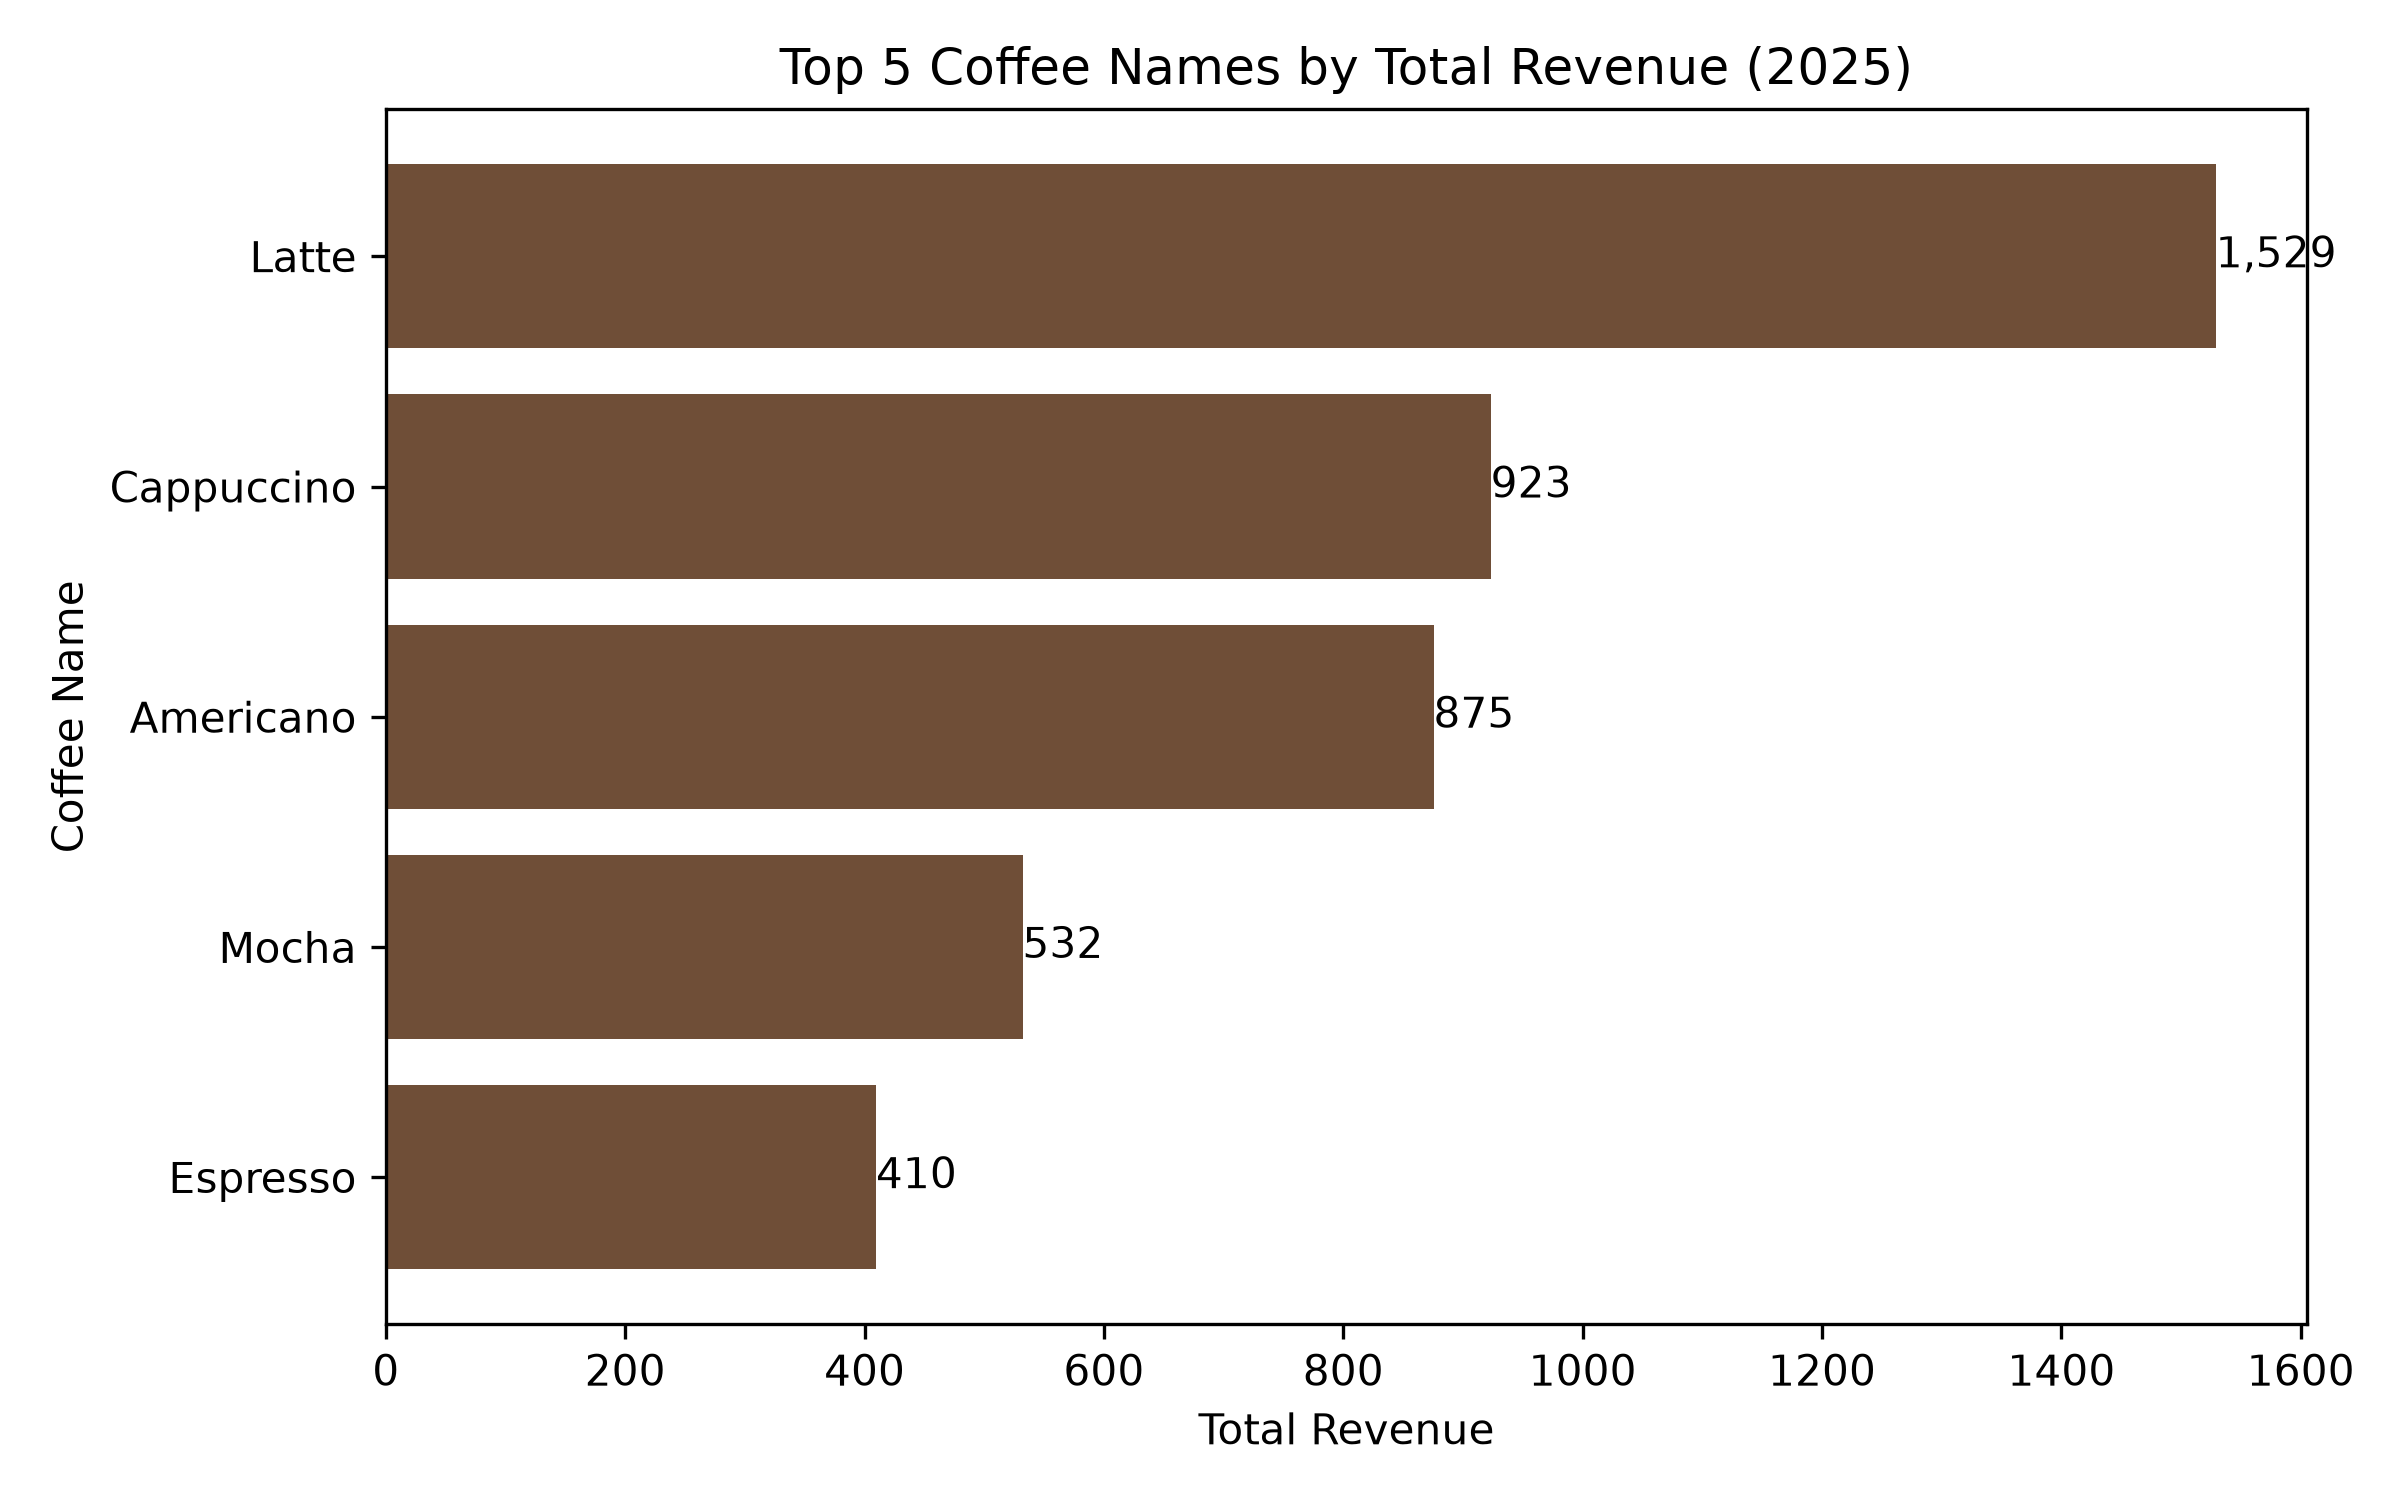 Top 5 Coffee Names by Total Revenue (2025)
Coffee Name
Latte
1,529
Cappuccino
923
Americano
875
Mocha
532
Espresso
410
0 200 400 600 800 1000 1200 1400 1600
Total Revenue